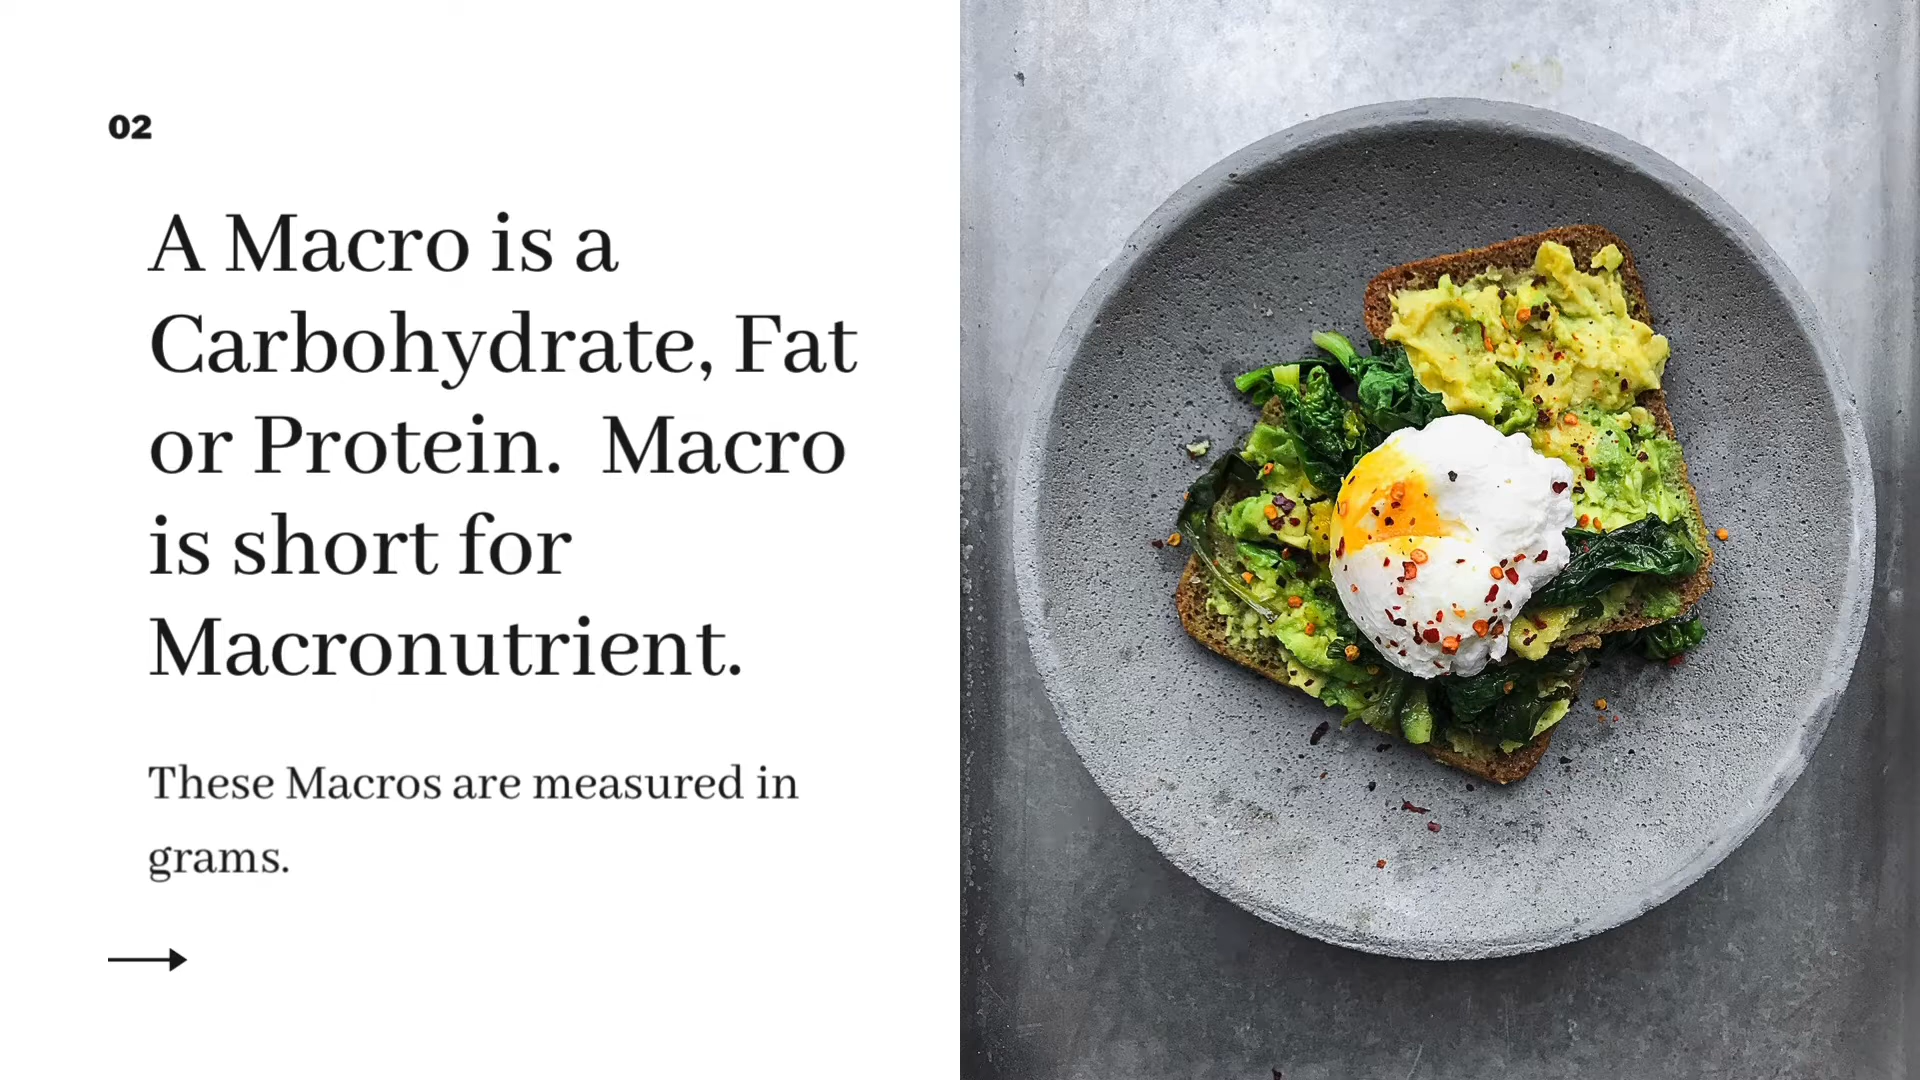 02
A Macro is a
Carbohydrate, Fat
or Protein.  Macro
is short for
Macronutrient.
These Macros are measured in
grams.